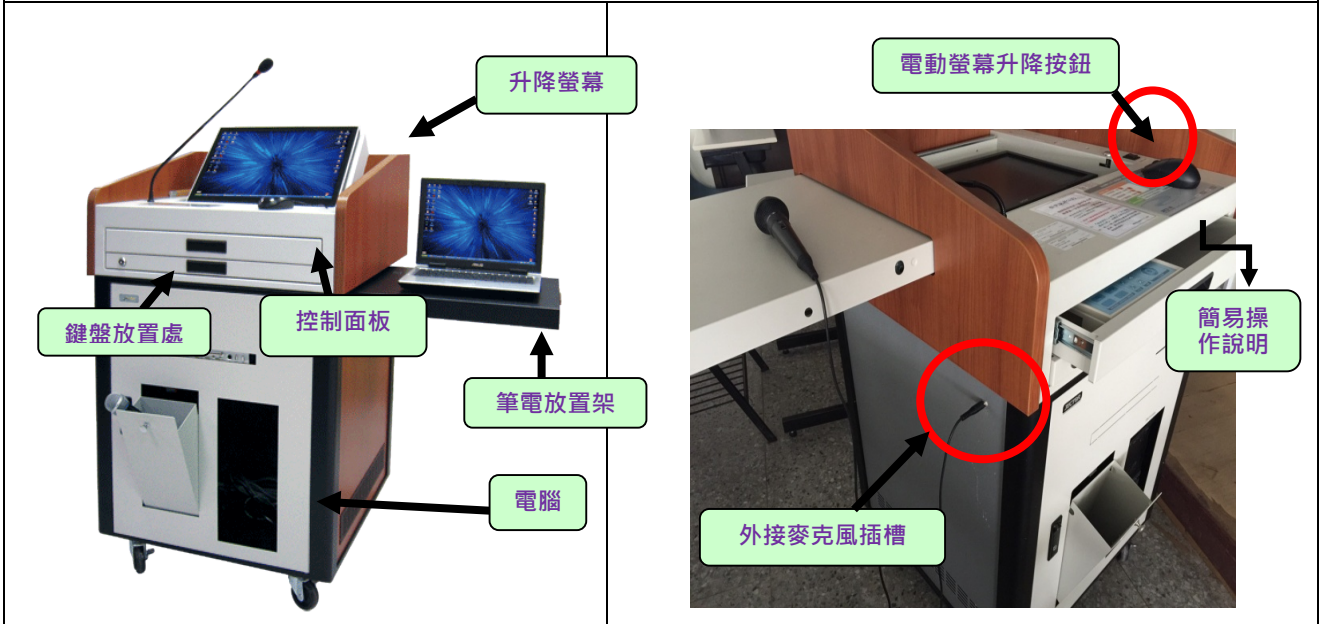 升降螢幕
鍵盤放置處
控制面板
筆電放置架
電腦
電動螢幕升降按鈕
簡易操
作說明
外接麥克風插槽